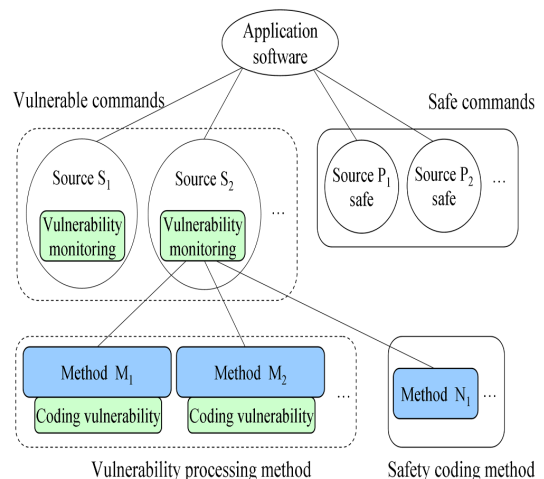 Application
software
Vulnerable commands
Safe commands
Source S₁
Source S₂
...
Source P₁
safe
Source P₂
safe
...
Vulnerability
monitoring
Vulnerability
monitoring
Method M₁
Method M₂
...
Method N₁
...
Coding vulnerability
Coding vulnerability
Vulnerability processing method
Safety coding method